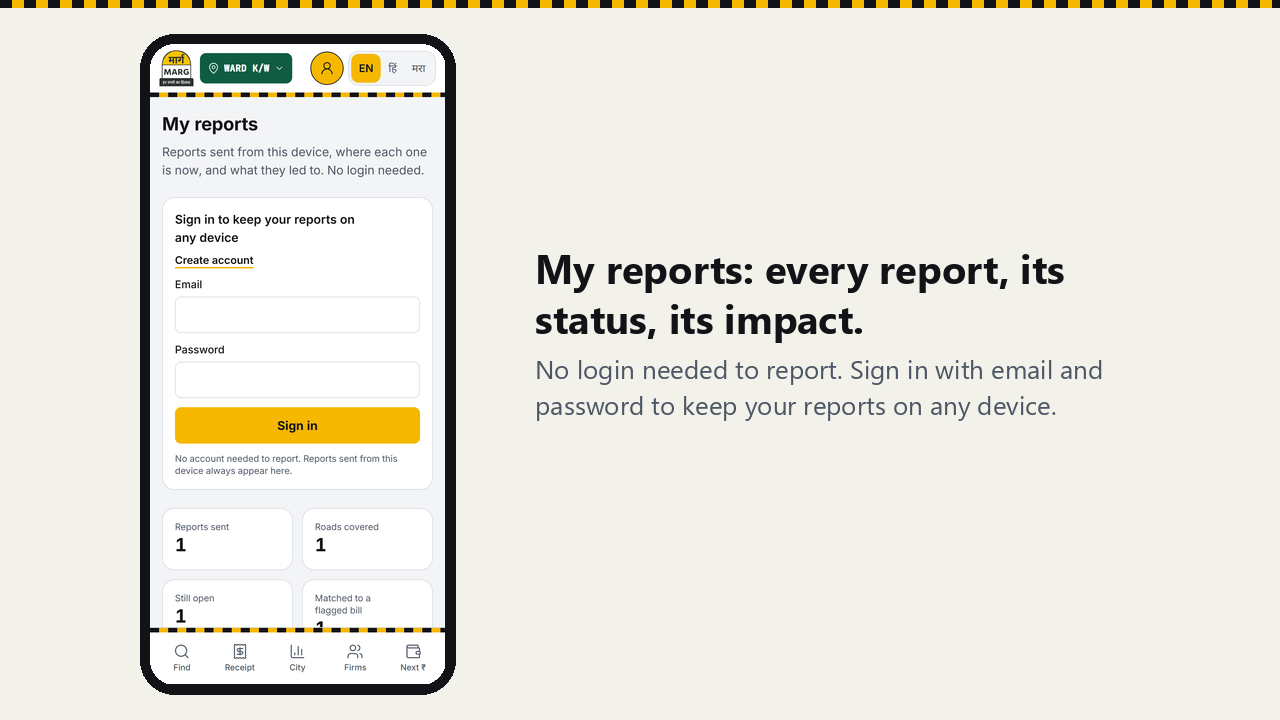 मार्ग
MARG
WARD K/W
EN
हिं
मरा
My reports
Reports sent from this device, where each one
is now, and what they led to. No login needed.
Sign in to keep your reports on
any device
Create account
Email
Password
Sign in
No account needed to report. Reports sent from this
device always appear here.
Reports sent
1
Roads covered
1
Still open
1
Matched to a
flagged bill
1
Find
Receipt
City
Firms
Next ₹
My reports: every report, its
status, its impact.
No login needed to report. Sign in with email and
password to keep your reports on any device.